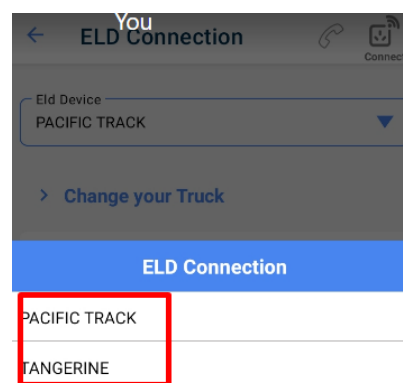 You
ELD Connection
Connect
Eld Device
PACIFIC TRACK
> Change your Truck
ELD Connection
PACIFIC TRACK
TANGERINE